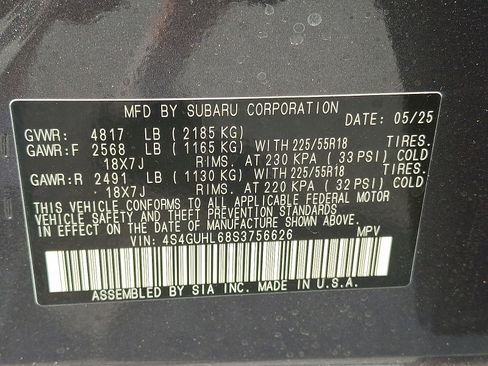 MFD BY SUBARU CORPORATION
DATE: 05/25
GVWR: 4817 LB ( 2185 KG)
GAWR:F 2568 LB ( 1165 KG) WITH 225/55R18 TIRES.
18X7J RIMS. AT 230 KPA ( 33 PSI) COLD
GAWR:R 2491 LB ( 1130 KG) WITH 225/55R18 TIRES.
18X7J RIMS. AT 220 KPA ( 32 PSI) COLD
THIS VEHICLE CONFORMS TO ALL APPLICABLE FEDERAL MOTOR
VEHICLE SAFETY AND THEFT PREVENTION STANDARDS
IN EFFECT ON THE DATE OF MANUFACTURE SHOWN ABOVE.
VIN: 4S4GUHL68S3756626 MPV
ASSEMBLED BY SIA INC. MADE IN U.S.A.